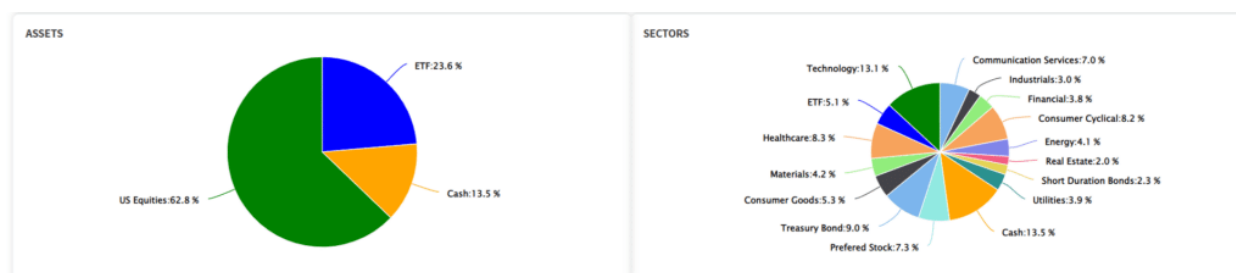 ASSETS
ETF:23.6 %
Cash:13.5 %
US Equities:62.8 %
SECTORS
Communication Services:7.0 %
Industrials:3.0 %
Financial:3.8 %
Consumer Cyclical:8.2 %
Energy:4.1 %
Real Estate:2.0 %
Short Duration Bonds:2.3 %
Utilities:3.9 %
Cash:13.5 %
Prefered Stock:7.3 %
Treasury Bond:9.0 %
Consumer Goods:5.3 %
Materials:4.2 %
Healthcare:8.3 %
ETF:5.1 %
Technology:13.1 %